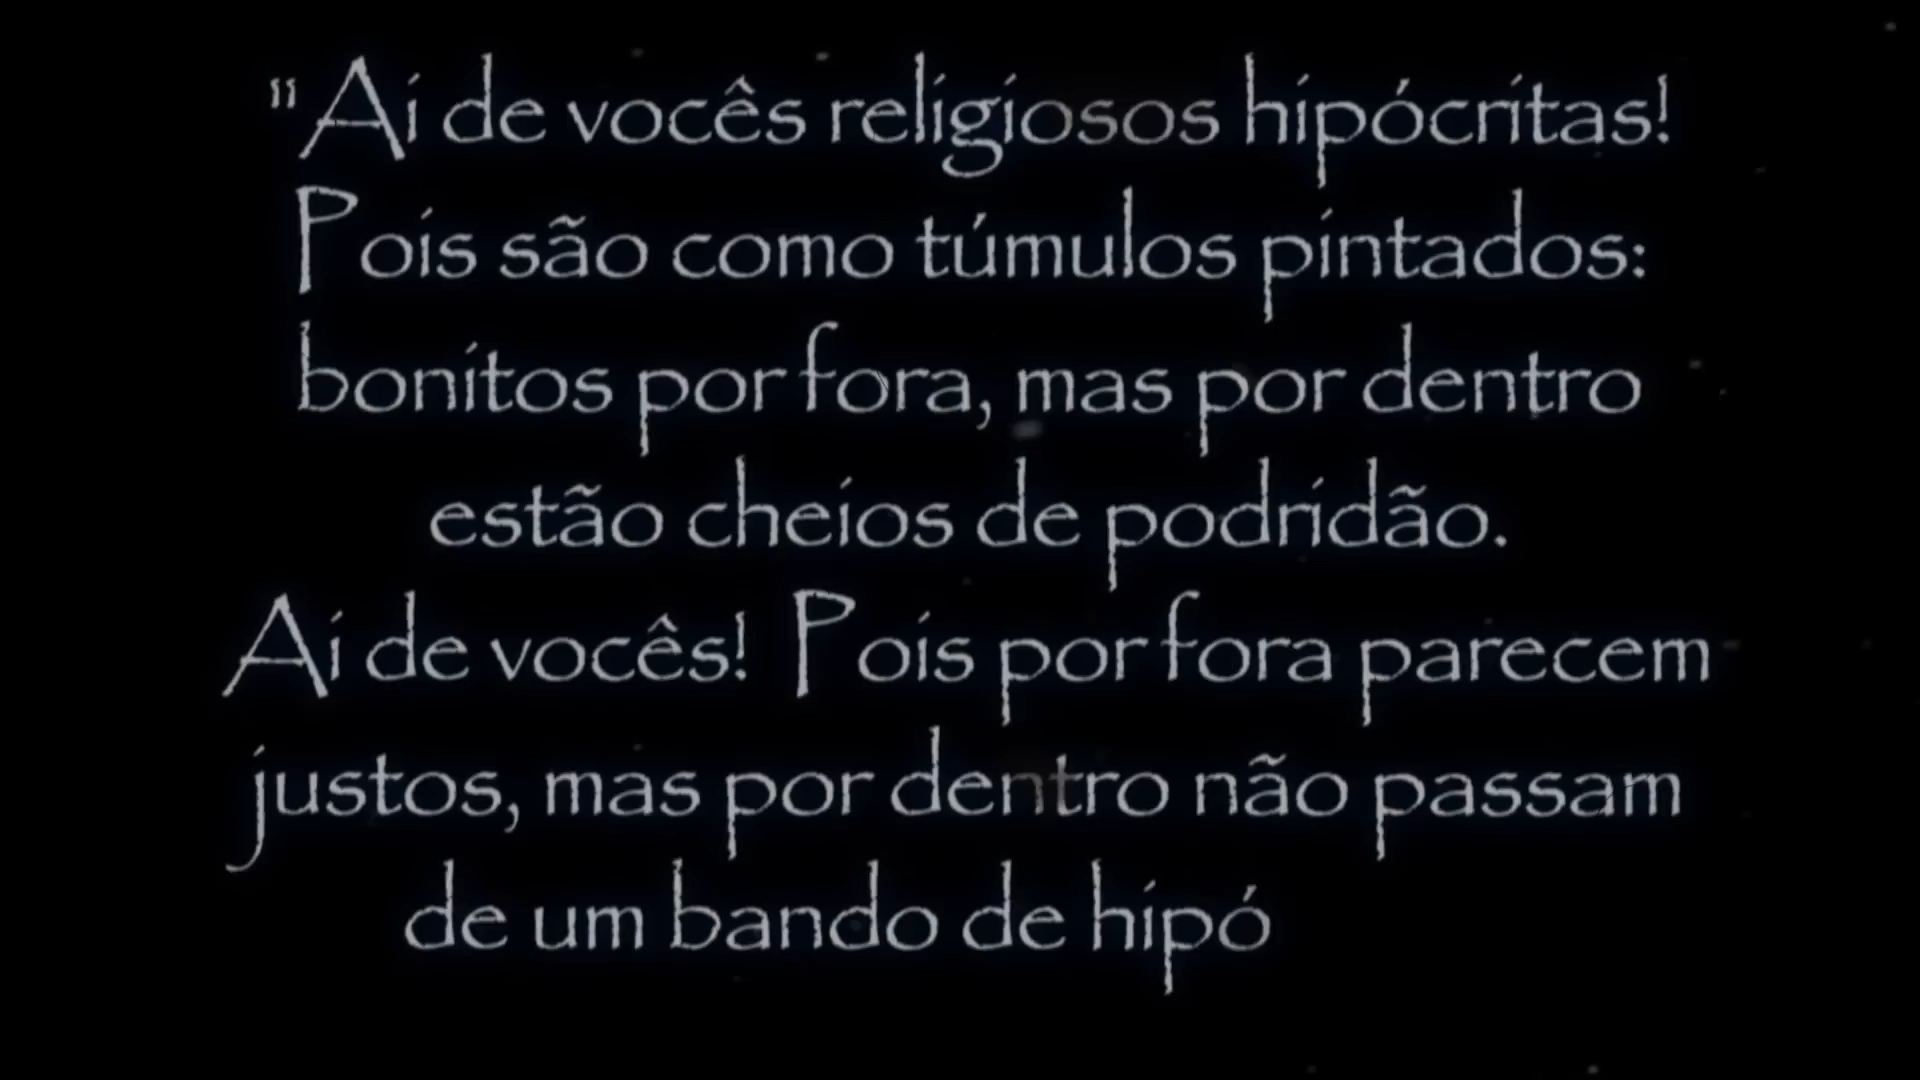 "Ai de vocês religiosos hipócritas!
Pois são como túmulos pintados:
bonitos por fora, mas por dentro
estão cheios de podridão.
Ai de vocês! Pois por fora parecem
justos, mas por dentro não passam
de um bando de hipó